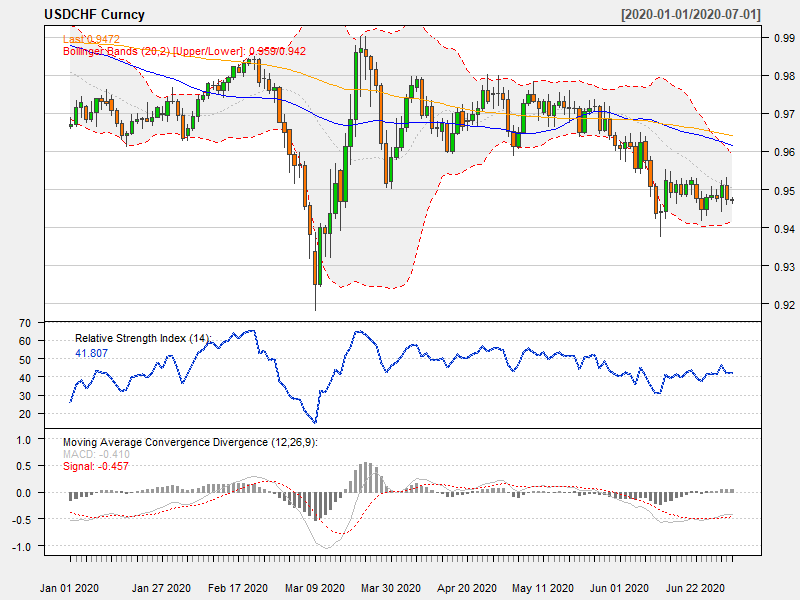 USDCHF Curncy [2020-01-01/2020-07-01]
Last 0.9472
Bollinger Bands (20,2) [Upper/Lower]: 0.959/0.942
0.99
0.98
0.97
0.96
0.95
0.94
0.93
0.92
70
60
50
40
30
20
Relative Strength Index (14):
41.807
1.0
0.5
0.0
-0.5
-1.0
Moving Average Convergence Divergence (12,26,9):
MACD: -0.410
Signal: -0.457
Jan 01 2020 Jan 27 2020 Feb 17 2020 Mar 09 2020 Mar 30 2020 Apr 20 2020 May 11 2020 Jun 01 2020 Jun 22 2020